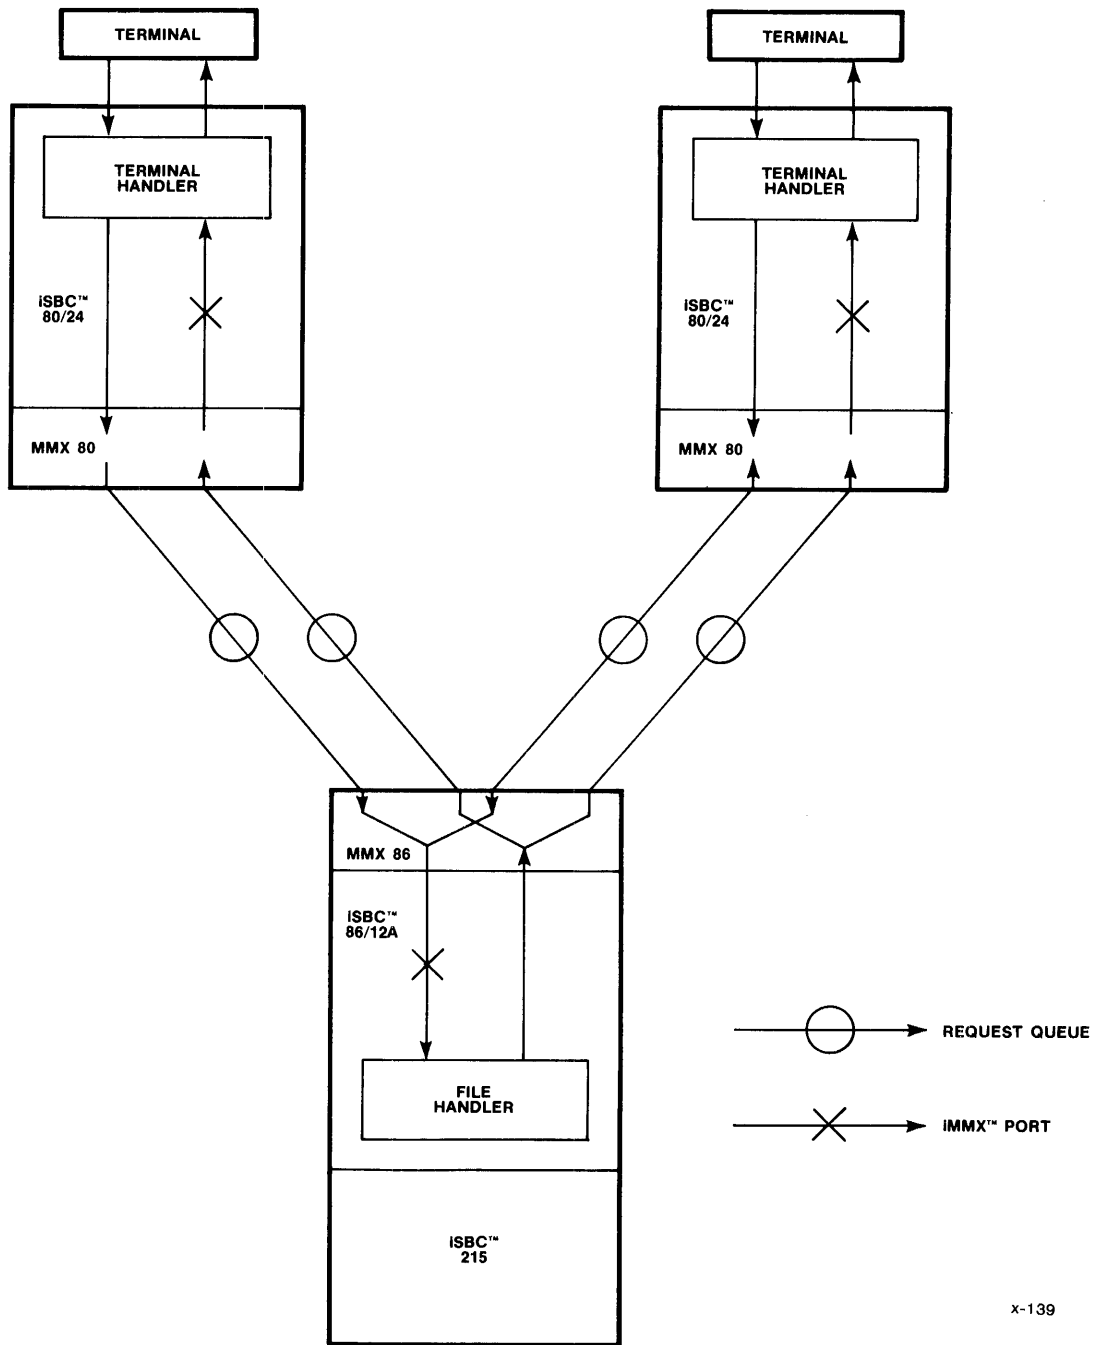 TERMINAL
TERMINAL
HANDLER
iSBC™
80/24
MMX 80
TERMINAL
TERMINAL
HANDLER
iSBC™
80/24
MMX 80
MMX 86
iSBC™
86/12A
FILE
HANDLER
iSBC™
215
REQUEST QUEUE
iMMX™ PORT
x-139